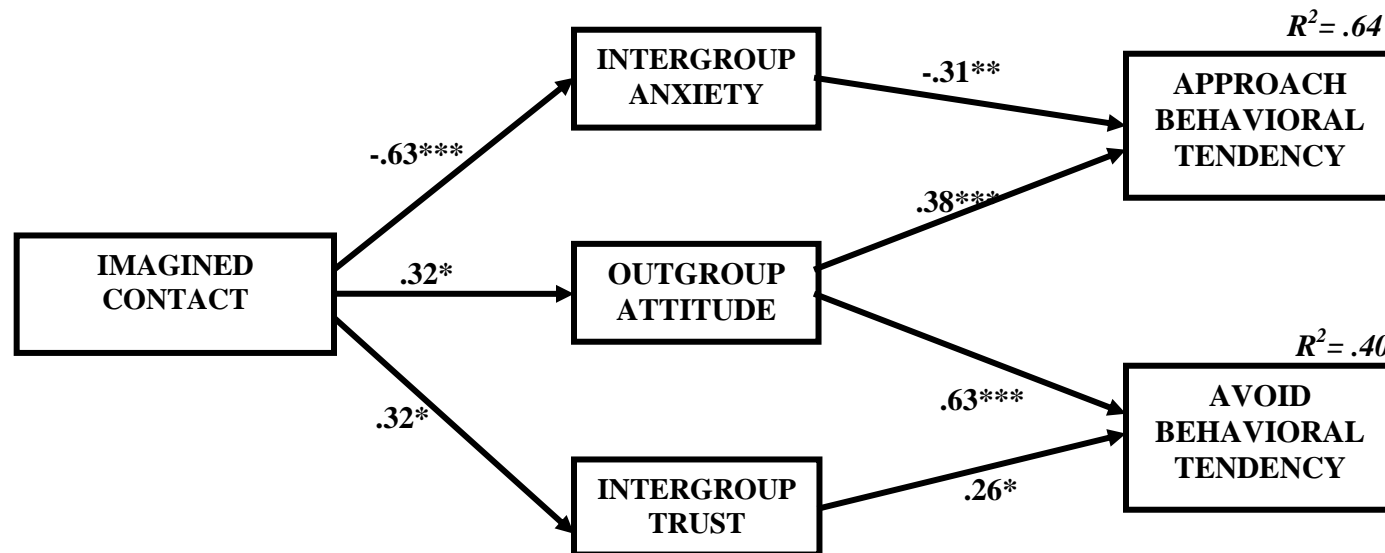 R²= .64
INTERGROUP
ANXIETY
-.31**
APPROACH
BEHAVIORAL
TENDENCY
-.63***
.38***
IMAGINED
CONTACT
.32*
OUTGROUP
ATTITUDE
R²= .40
.63***
.32*
AVOID
BEHAVIORAL
TENDENCY
INTERGROUP
TRUST
.26*